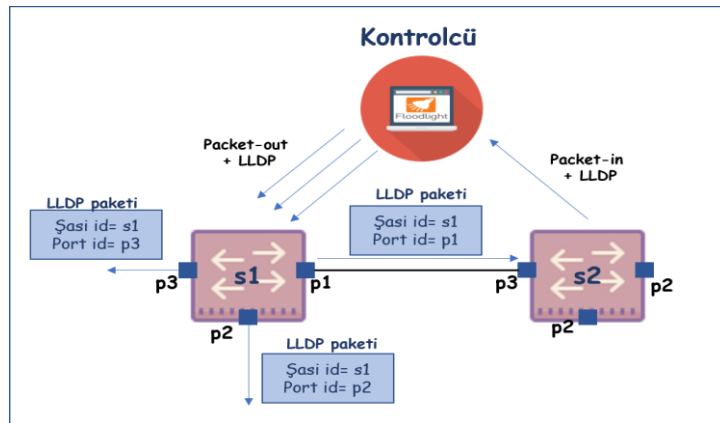 Kontrolcü
Floodlight
Packet-out
+ LLDP
Packet-in
+ LLDP
LLDP paketi
Şasi id= s1
Port id= p3
LLDP paketi
Şasi id= s1
Port id= p1
s1
s2
p3
p1
p3
p2
p2
p2
LLDP paketi
Şasi id= s1
Port id= p2